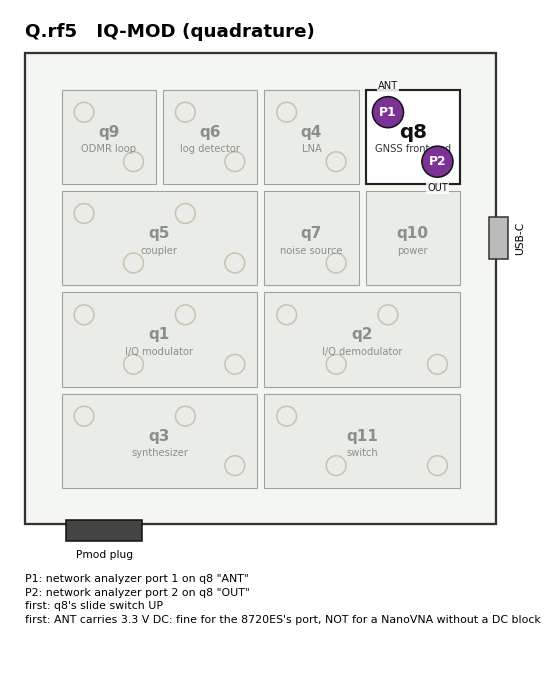 Q.rf5   IQ-MOD (quadrature)
ANT
P1
q9
q6
q4
q8
ODMR loop
log detector
LNA
GNSS
P2
OUT
q5
q7
q10
coupler
noise source
power
USB-C
q1
q2
I/Q modulator
I/Q demodulator
q3
q11
synthesizer
switch
Pmod plug
P1: network analyzer port 1 on q8 "ANT"
P2: network analyzer port 2 on q8 "OUT"
first: q8's slide switch UP
first: ANT carries 3.3 V DC: fine for the 8720ES's port, NOT for a NanoVNA without a DC block